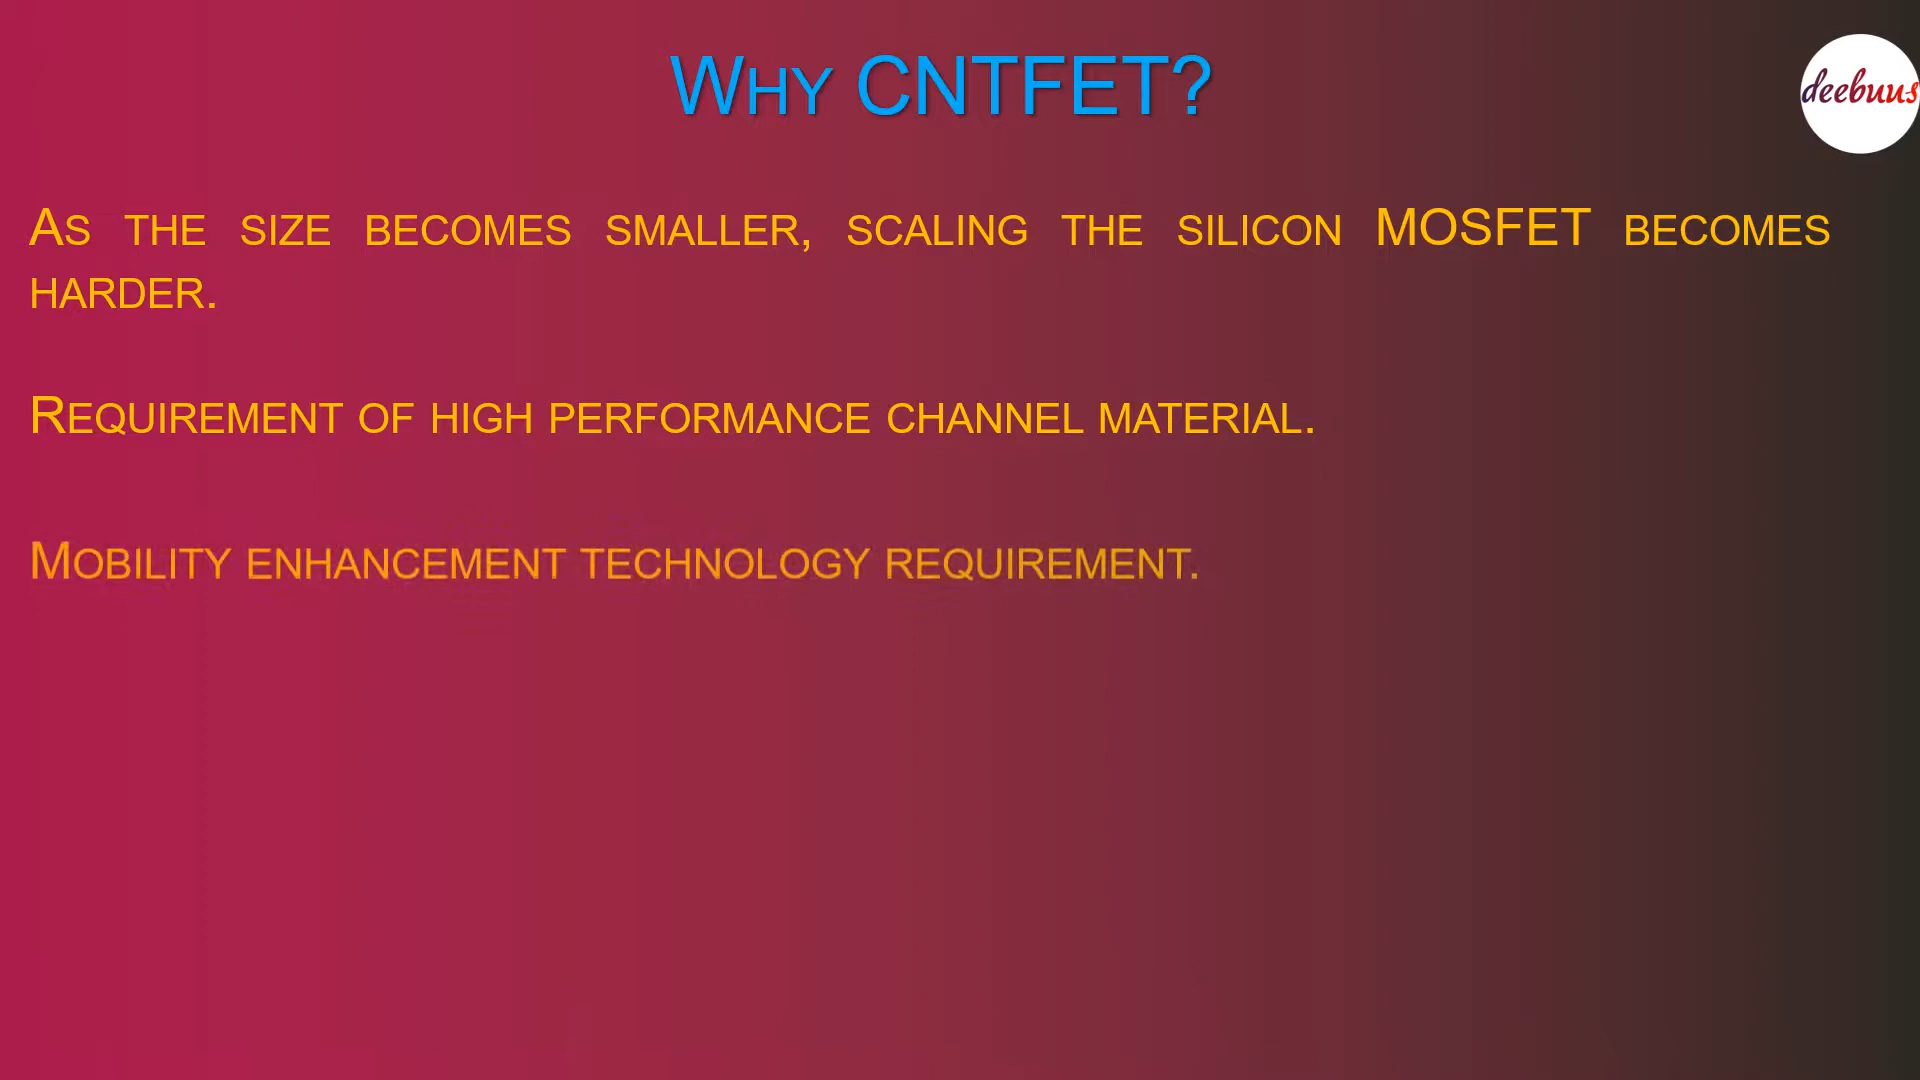 WHY CNTFET?
deebuus
AS THE SIZE BECOMES SMALLER, SCALING THE SILICON MOSFET BECOMES
HARDER.
REQUIREMENT OF HIGH PERFORMANCE CHANNEL MATERIAL.
MOBILITY ENHANCEMENT TECHNOLOGY REQUIREMENT.